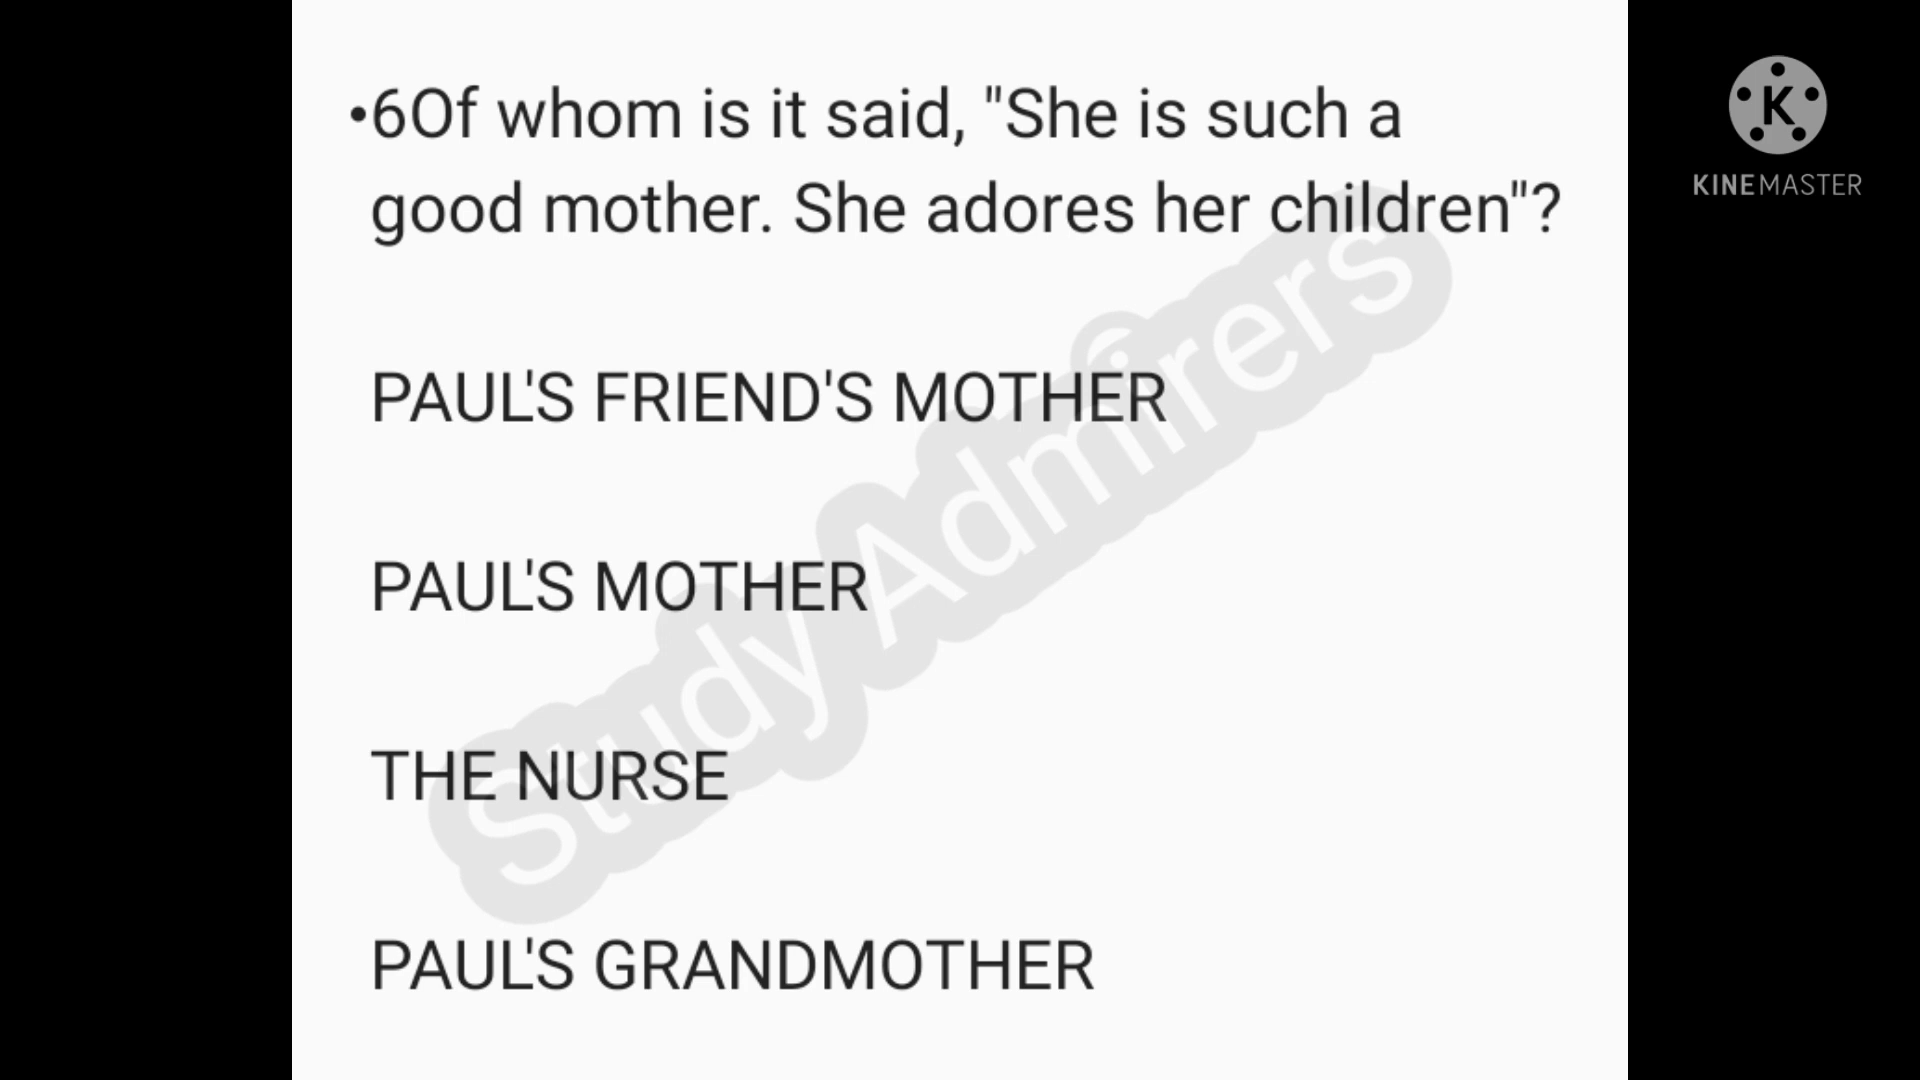 •6Of whom is it said, "She is such a
good mother. She adores her children"?
PAUL'S FRIEND'S MOTHER
PAUL'S MOTHER
THE NURSE
PAUL'S GRANDMOTHER
Study Admirers
K
KINEMASTER